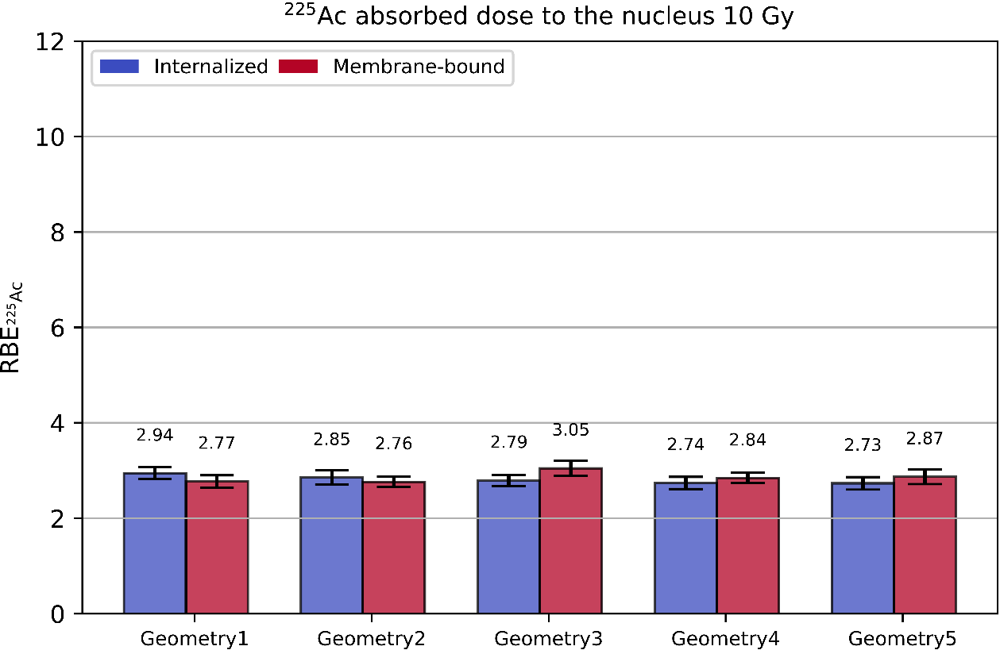 ²²⁵Ac absorbed dose to the nucleus 10 Gy
Internalized Membrane-bound
12
10
8
6
4
2
0
RBE²²⁵Ac
2.94 2.77 2.85 2.76 2.79 3.05 2.74 2.84 2.73 2.87
Geometry1 Geometry2 Geometry3 Geometry4 Geometry5